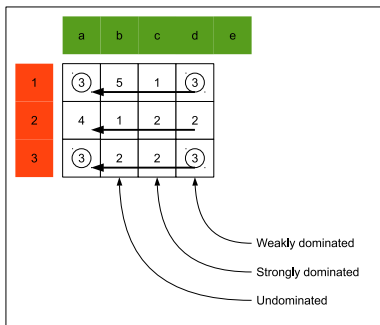 a b c d e
1 3 5 1 3
2 4 1 2 2
3 3 2 2 3
Weakly dominated
Strongly dominated
Undominated